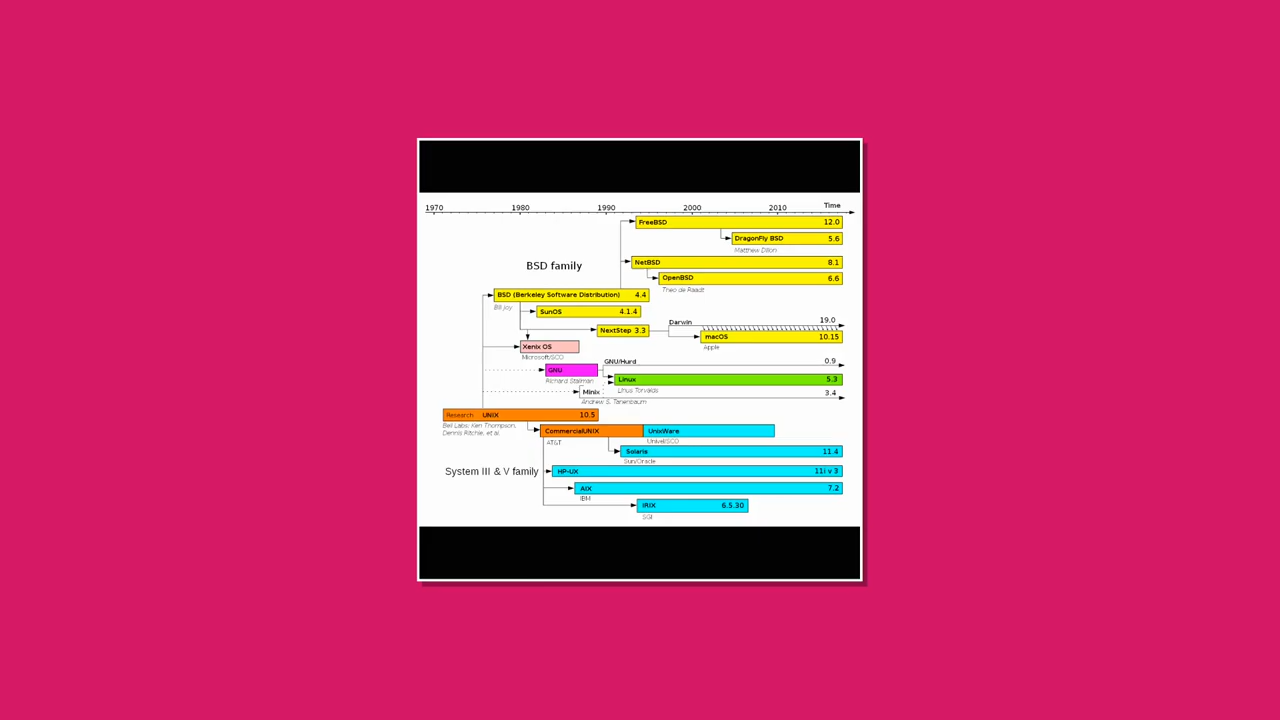 1970 1980 1990 2000 2010 Time
FreeBSD 12.0
DragonFly BSD 5.6
Matthew Dillon
BSD family
NetBSD 8.1
OpenBSD 6.6
Theo de Raadt
BSD (Berkeley Software Distribution) 4.4
Bill Joy
SunOS 4.1.4
Darwin 19.0
NextStep 3.3
macOS 10.15
Apple
Xenix OS
Microsoft/SCO
GNU/Hurd 0.9
GNU
Richard Stallman
Linux 5.3
Linus Torvalds
Minix 3.4
Andrew S. Tanenbaum
Research UNIX 10.5
Bell Labs: Ken Thompson,
Dennis Ritchie, et al.
CommercialUNIX UnixWare
AT&T Univel/SCO
Solaris 11.4
Sun/Oracle
System III & V family
HP-UX 11i v 3
AIX 7.2
IBM
IRIX 6.5.30
SGI